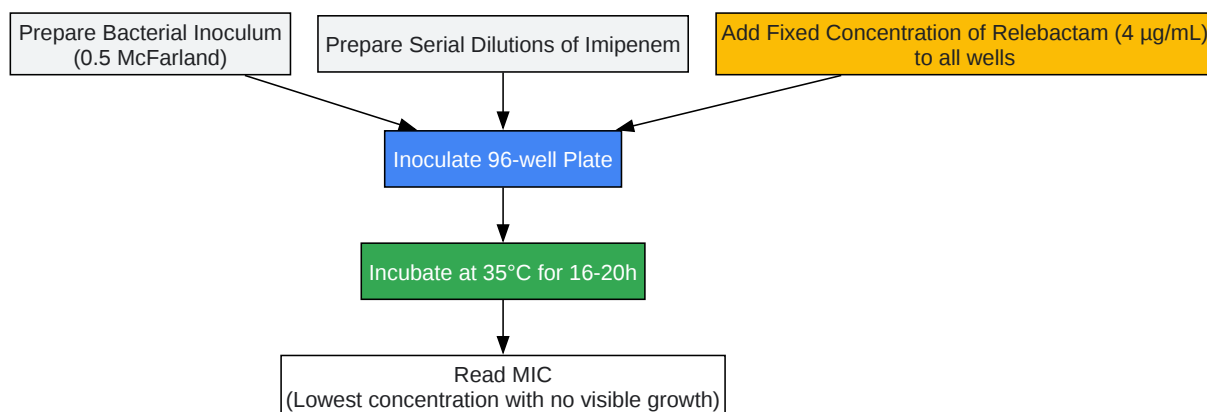 Prepare Bacterial Inoculum
(0.5 McFarland)
Prepare Serial Dilutions of Imipenem
Add Fixed Concentration of Relebactam (4 µg/mL)
to all wells
Inoculate 96-well Plate
Incubate at 35°C for 16-20h
Read MIC
(Lowest concentration with no visible growth)